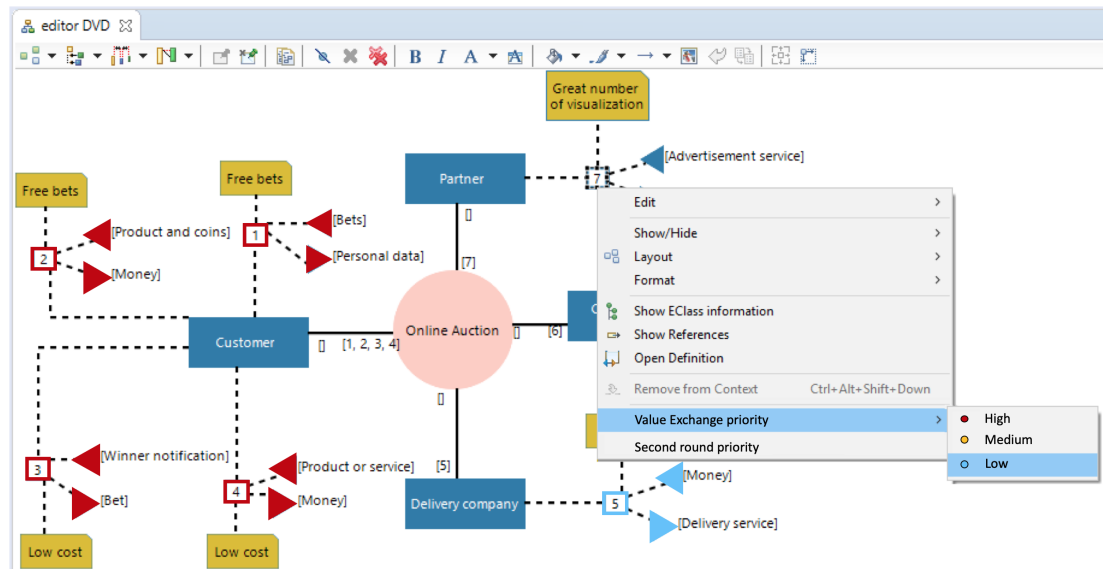 editor DVD
B I A A
Great number
of visualization
Partner
7
[Advertisement service]
[]
[7]
Free bets
Free bets
1
[Bets]
[Personal data]
2
[Product and coins]
[Money]
Customer
[]
[1, 2, 3, 4]
Online Auction
[]
[6]
[]
[5]
3
[Winner notification]
[Bet]
Low cost
4
[Product or service]
[Money]
Low cost
Delivery company
5
[Money]
[Delivery service]
Edit
Show/Hide
Layout
Format
Show EClass information
Show References
Open Definition
Remove from Context Ctrl+Alt+Shift+Down
Value Exchange priority
Second round priority
High
Medium
Low